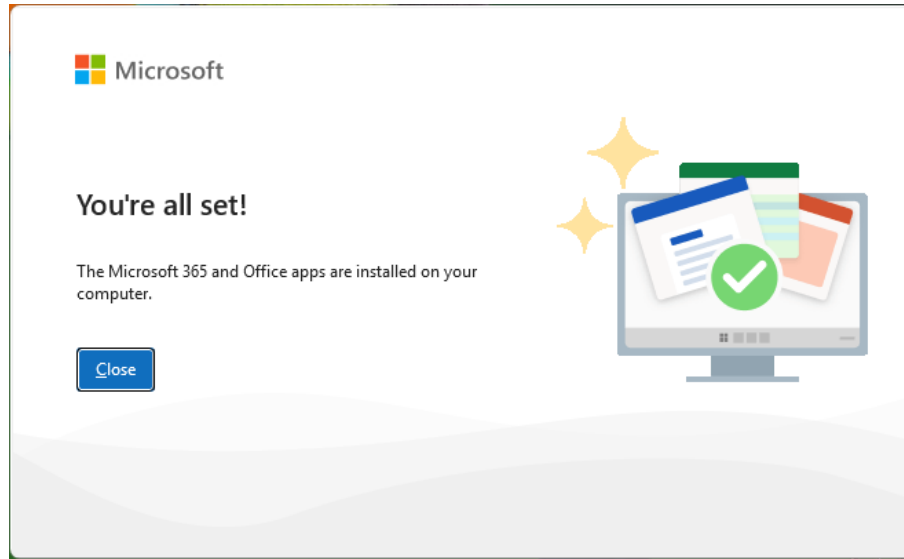 Microsoft
You're all set!
The Microsoft 365 and Office apps are installed on your
computer.
Close